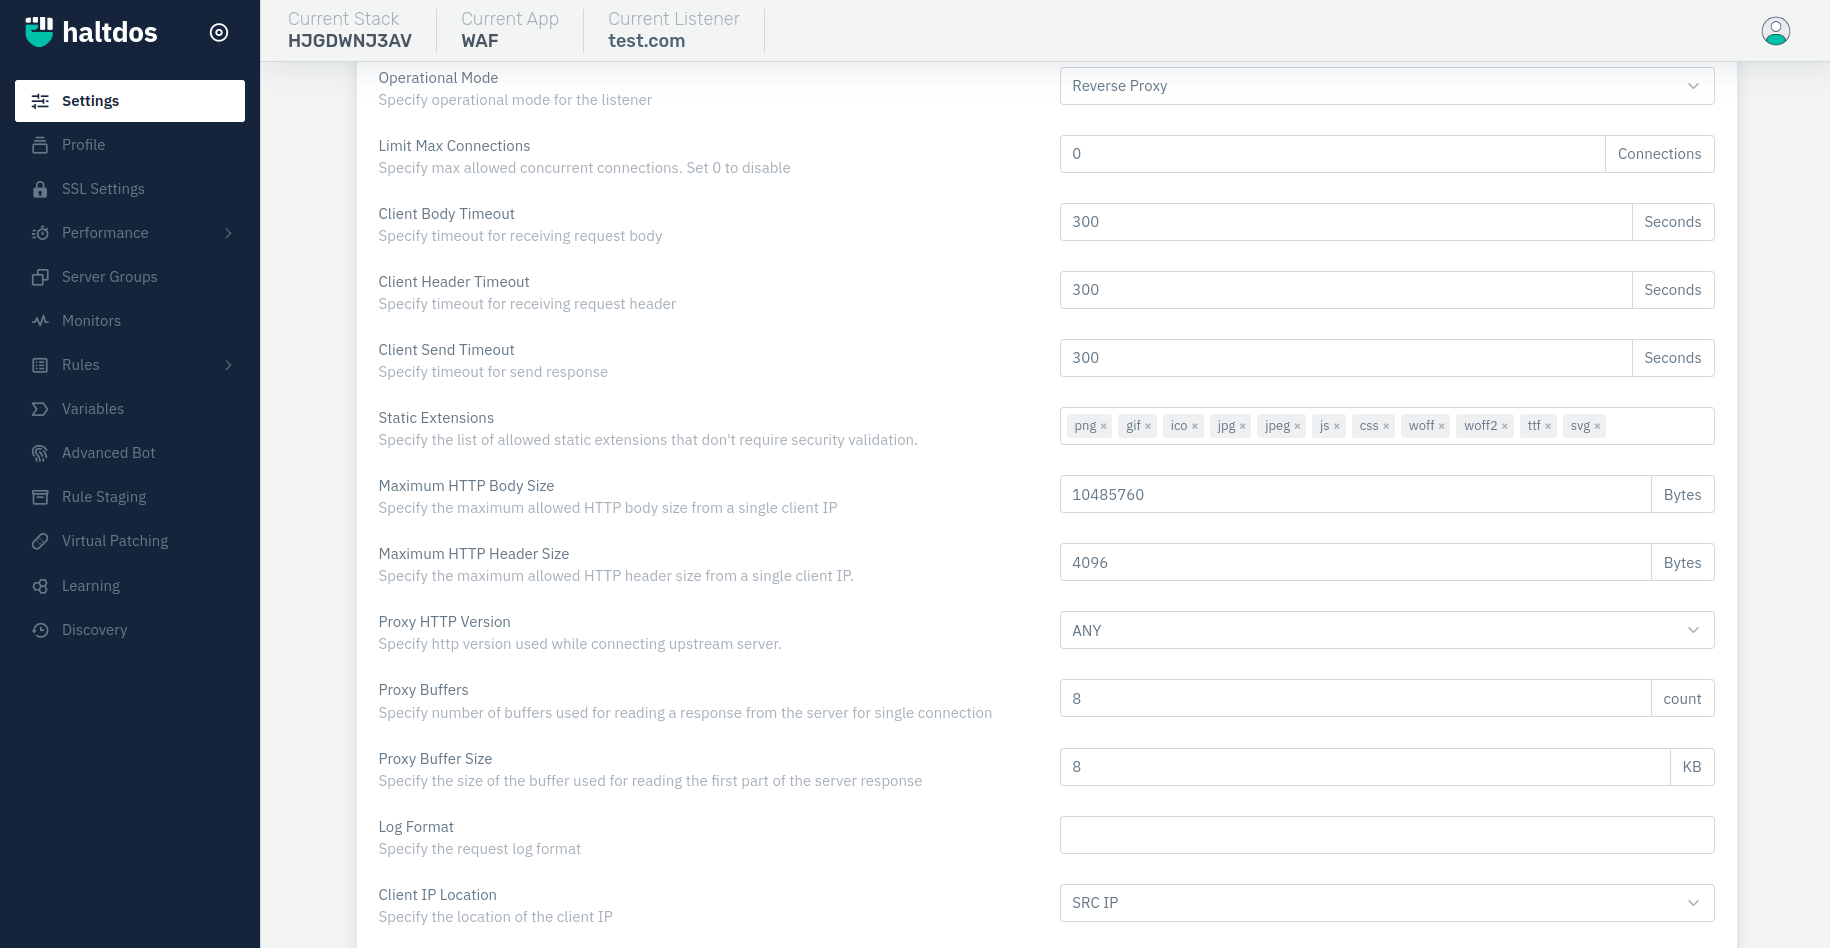 haltdos
Current Stack
HJGDWNJ3AV
Current App
WAF
Current Listener
test.com
Settings
Profile
SSL Settings
Performance
Server Groups
Monitors
Rules
Variables
Advanced Bot
Rule Staging
Virtual Patching
Learning
Discovery
Operational Mode
Specify operational mode for the listener
Reverse Proxy
Limit Max Connections
Specify max allowed concurrent connections. Set 0 to disable
0 Connections
Client Body Timeout
Specify timeout for receiving request body
300 Seconds
Client Header Timeout
Specify timeout for receiving request header
300 Seconds
Client Send Timeout
Specify timeout for send response
300 Seconds
Static Extensions
Specify the list of allowed static extensions that don't require security validation.
png × gif × ico × jpg × jpeg × js × css × woff × woff2 × ttf × svg ×
Maximum HTTP Body Size
Specify the maximum allowed HTTP body size from a single client IP
10485760 Bytes
Maximum HTTP Header Size
Specify the maximum allowed HTTP header size from a single client IP.
4096 Bytes
Proxy HTTP Version
Specify http version used while connecting upstream server.
ANY
Proxy Buffers
Specify number of buffers used for reading a response from the server for single connection
8 count
Proxy Buffer Size
Specify the size of the buffer used for reading the first part of the server response
8 KB
Log Format
Specify the request log format
Client IP Location
Specify the location of the client IP
SRC IP